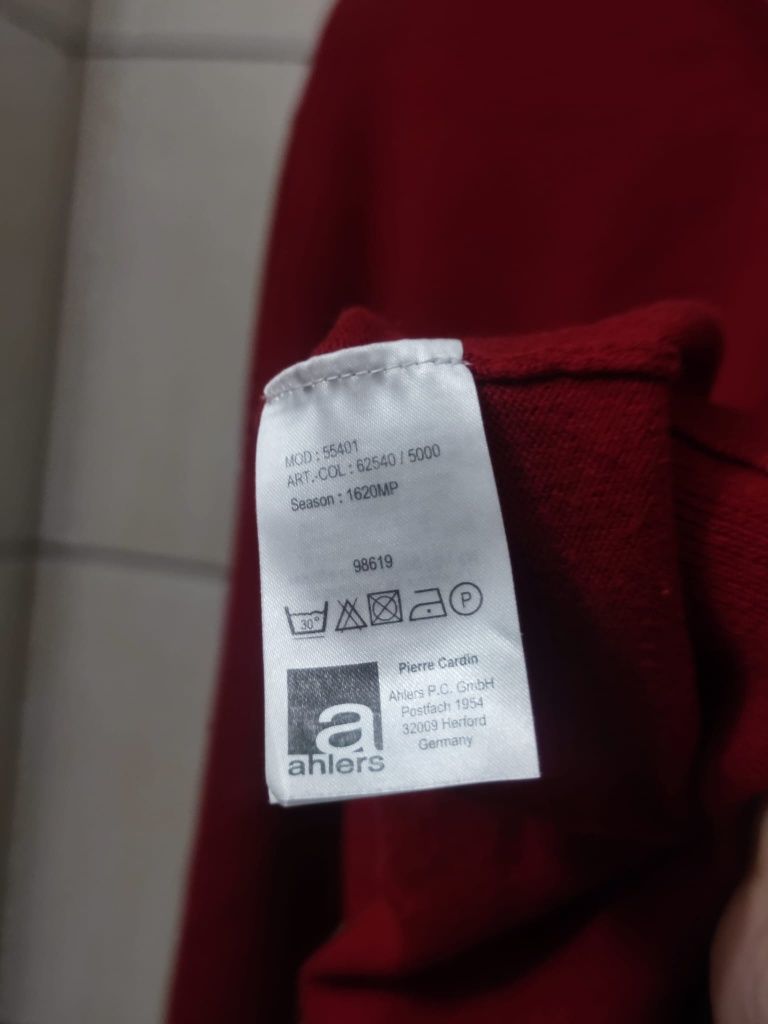 MOD : 55401
ART.-COL : 62540 / 5000
Season : 1620MP
98619
30°
P
Pierre Cardin
Ahlers P.C. GmbH
Postfach 1954
32009 Herford
Germany
a
ahlers